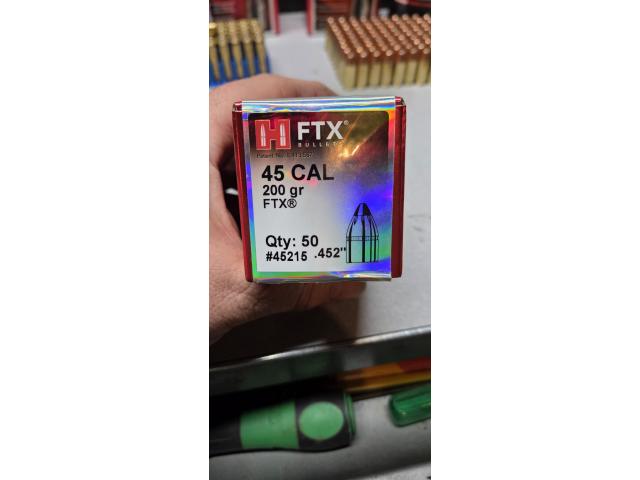 H FTX®
BULLETS
45 CAL
200 gr
FTX®
Qty: 50
#45215 .452"